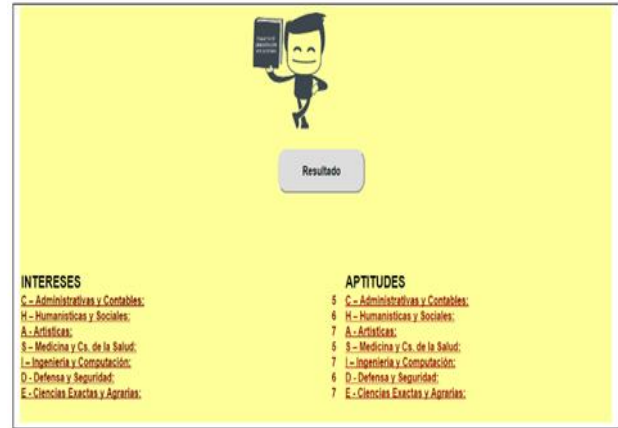 Resultado
INTERESES
C – Administrativas y Contables: 5
H – Humanísticas y Sociales: 6
A - Artísticas: 7
S – Medicina y Cs. de la Salud: 5
I – Ingeniería y Computación: 7
D - Defensa y Seguridad: 6
E - Ciencias Exactas y Agrarias: 7
APTITUDES
C – Administrativas y Contables:
H – Humanísticas y Sociales:
A - Artísticas:
S – Medicina y Cs. de la Salud:
I – Ingeniería y Computación:
D - Defensa y Seguridad:
E - Ciencias Exactas y Agrarias: